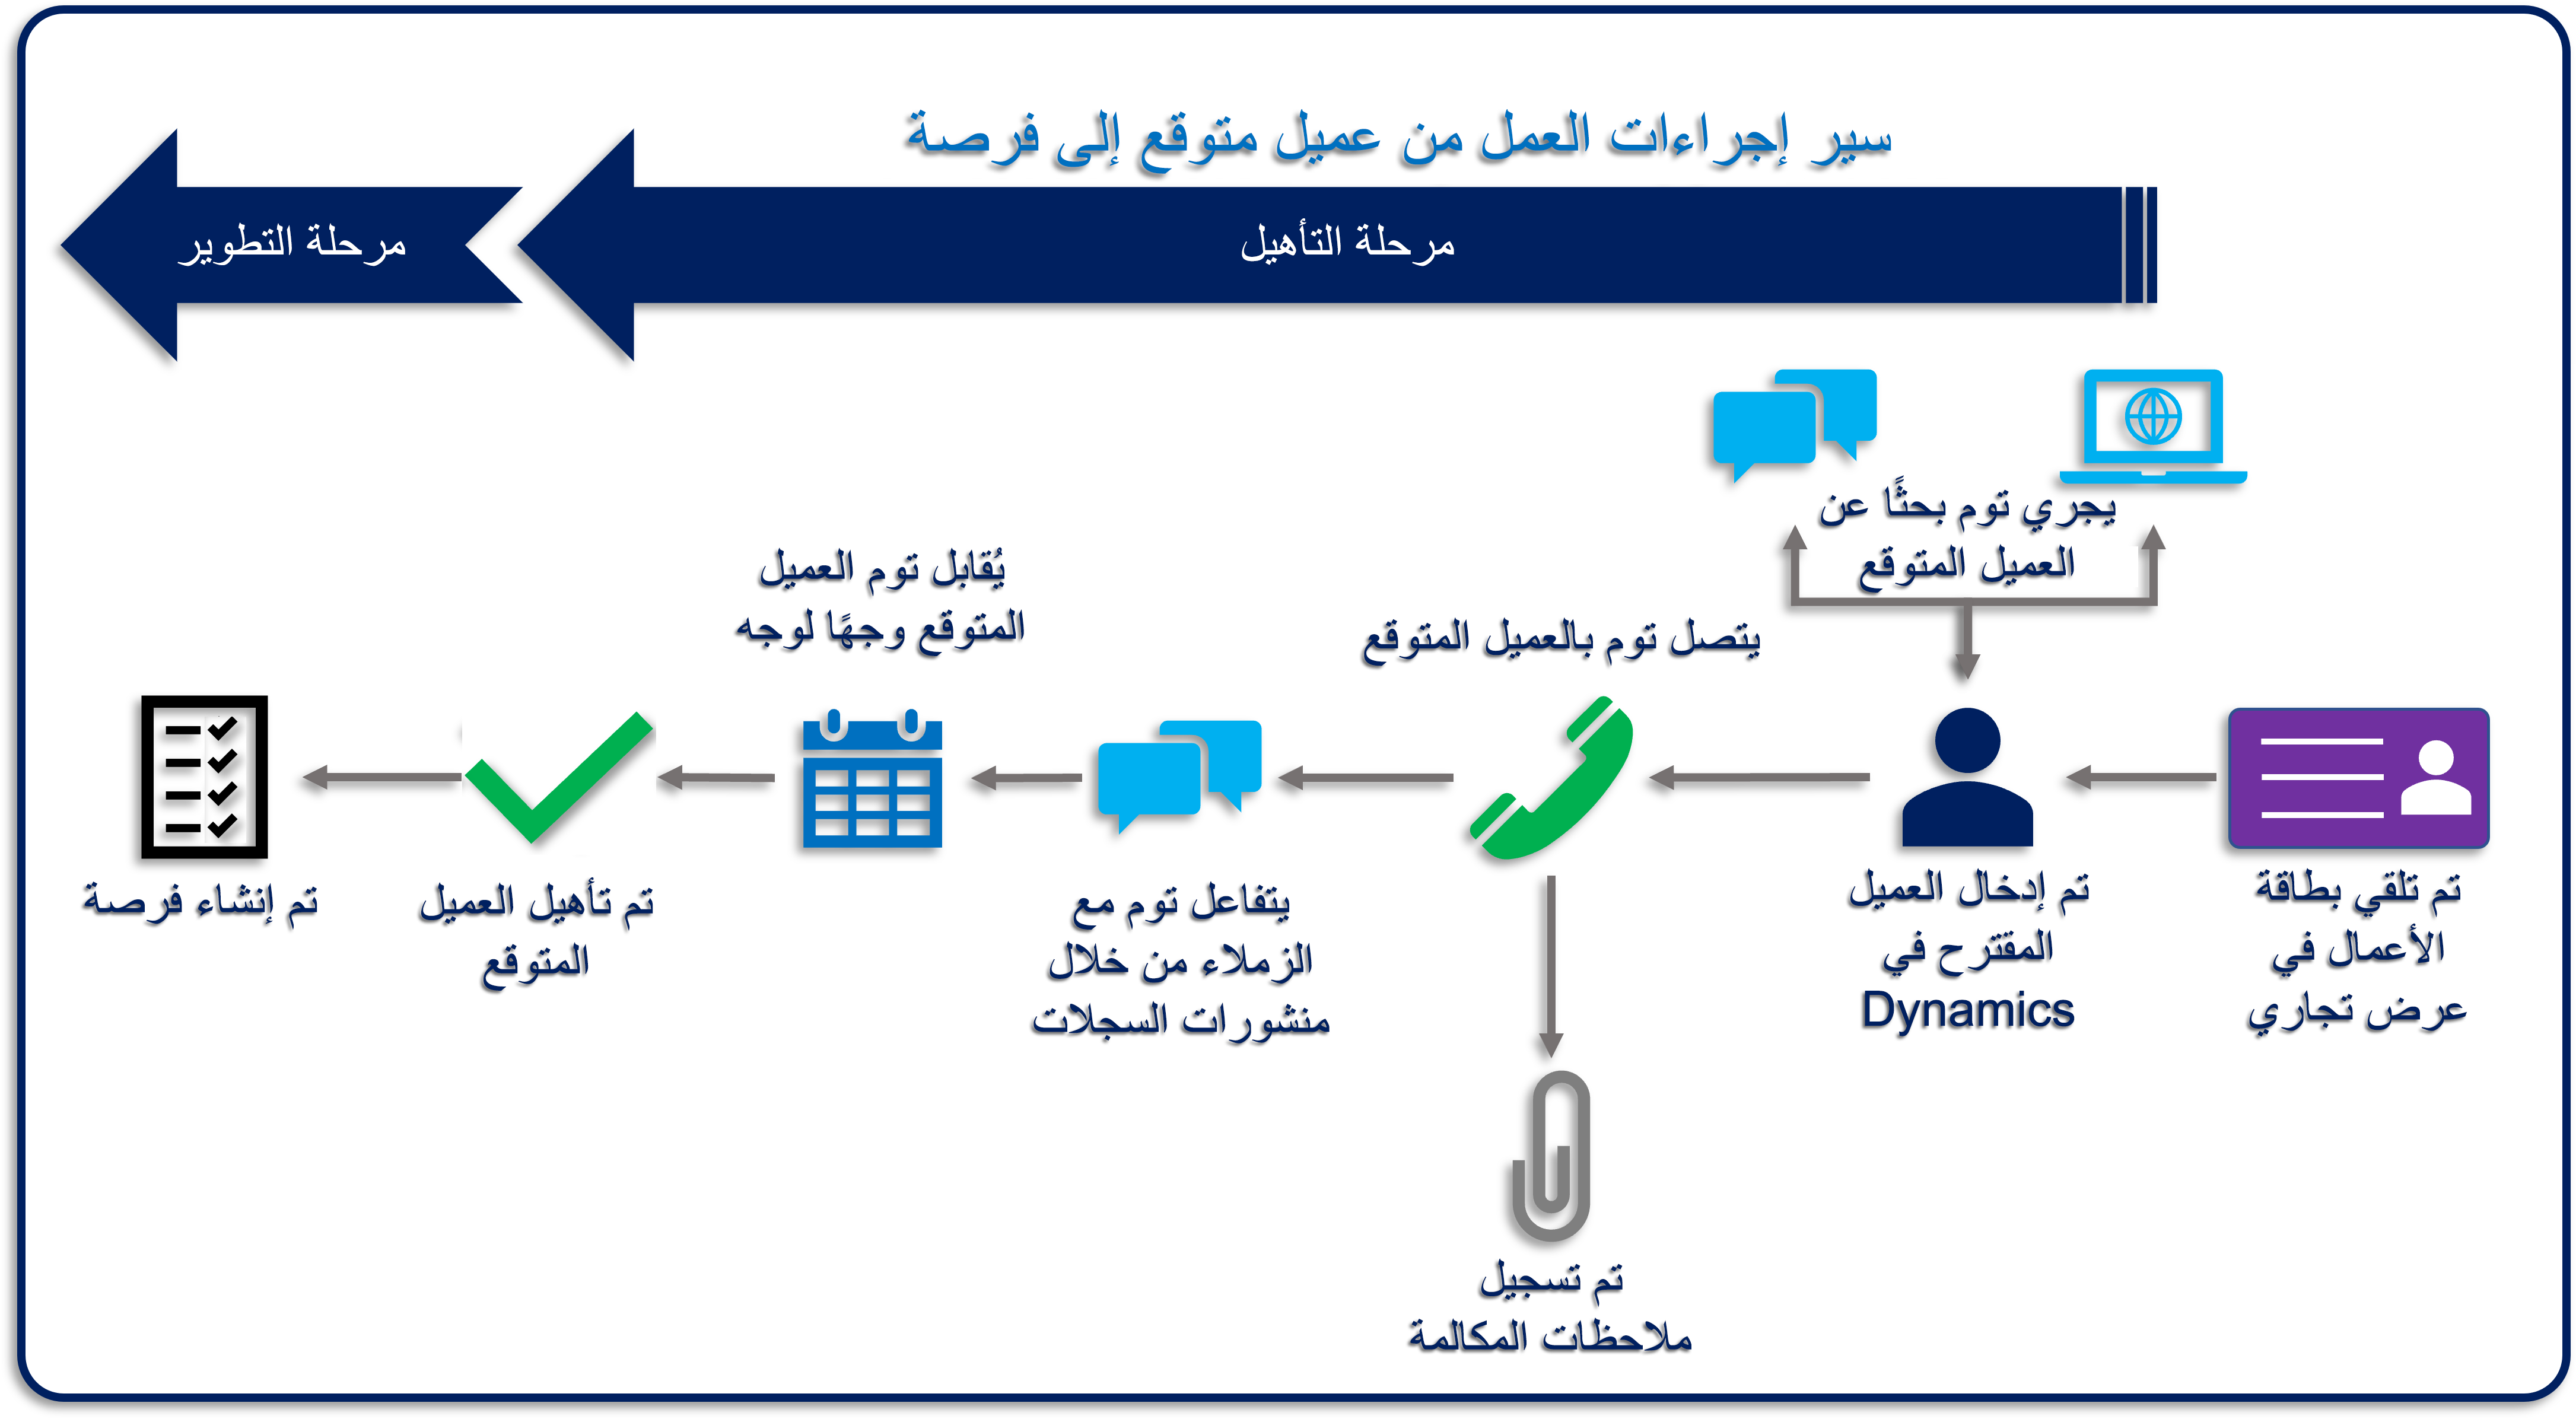 سير إجراءات العمل من عميل متوقع إلى فرصة
مرحلة التأهيل
مرحلة التطوير
يجري توم بحثًا عن
العميل المتوقع
تم تلقي بطاقة
الأعمال في
عرض تجاري
تم إدخال العميل
المقترح في
Dynamics
يتصل توم بالعميل المتوقع
تم تسجيل
ملاحظات المكالمة
يتفاعل توم مع
الزملاء من خلال
منشورات السجلات
يُقابل توم العميل
المتوقع وجهًا لوجه
تم تأهيل العميل
المتوقع
تم إنشاء فرصة